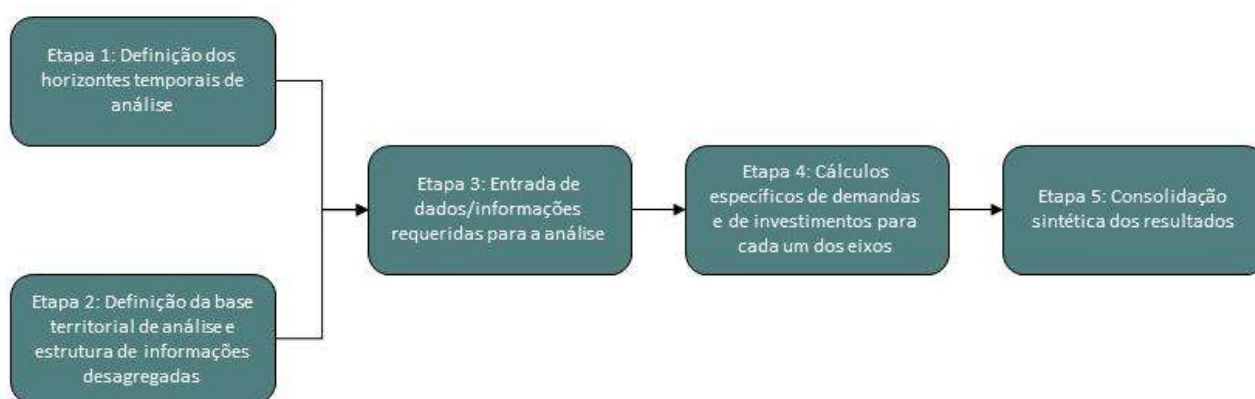 Etapa 1: Definição dos
horizontes temporais de
análise
Etapa 2: Definição da base
territorial de análise e
estrutura de informações
desagregadas
Etapa 3: Entrada de
dados/informações
requeridas para a análise
Etapa 4: Cálculos
específicos de demandas
e de investimentos para
cada um dos eixos
Etapa 5: Consolidação
sintética dos resultados